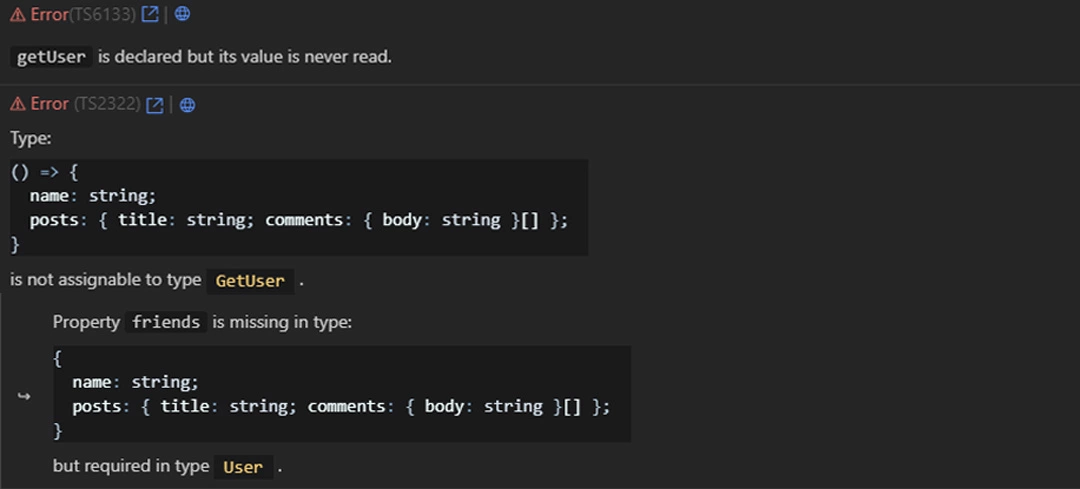 Error(TS6133) |
getUser is declared but its value is never read.
Error (TS2322) |
Type:
() => {
  name: string;
  posts: { title: string; comments: { body: string }[] };
}
is not assignable to type GetUser .
Property friends is missing in type:
{
  name: string;
  posts: { title: string; comments: { body: string }[] };
}
but required in type User .